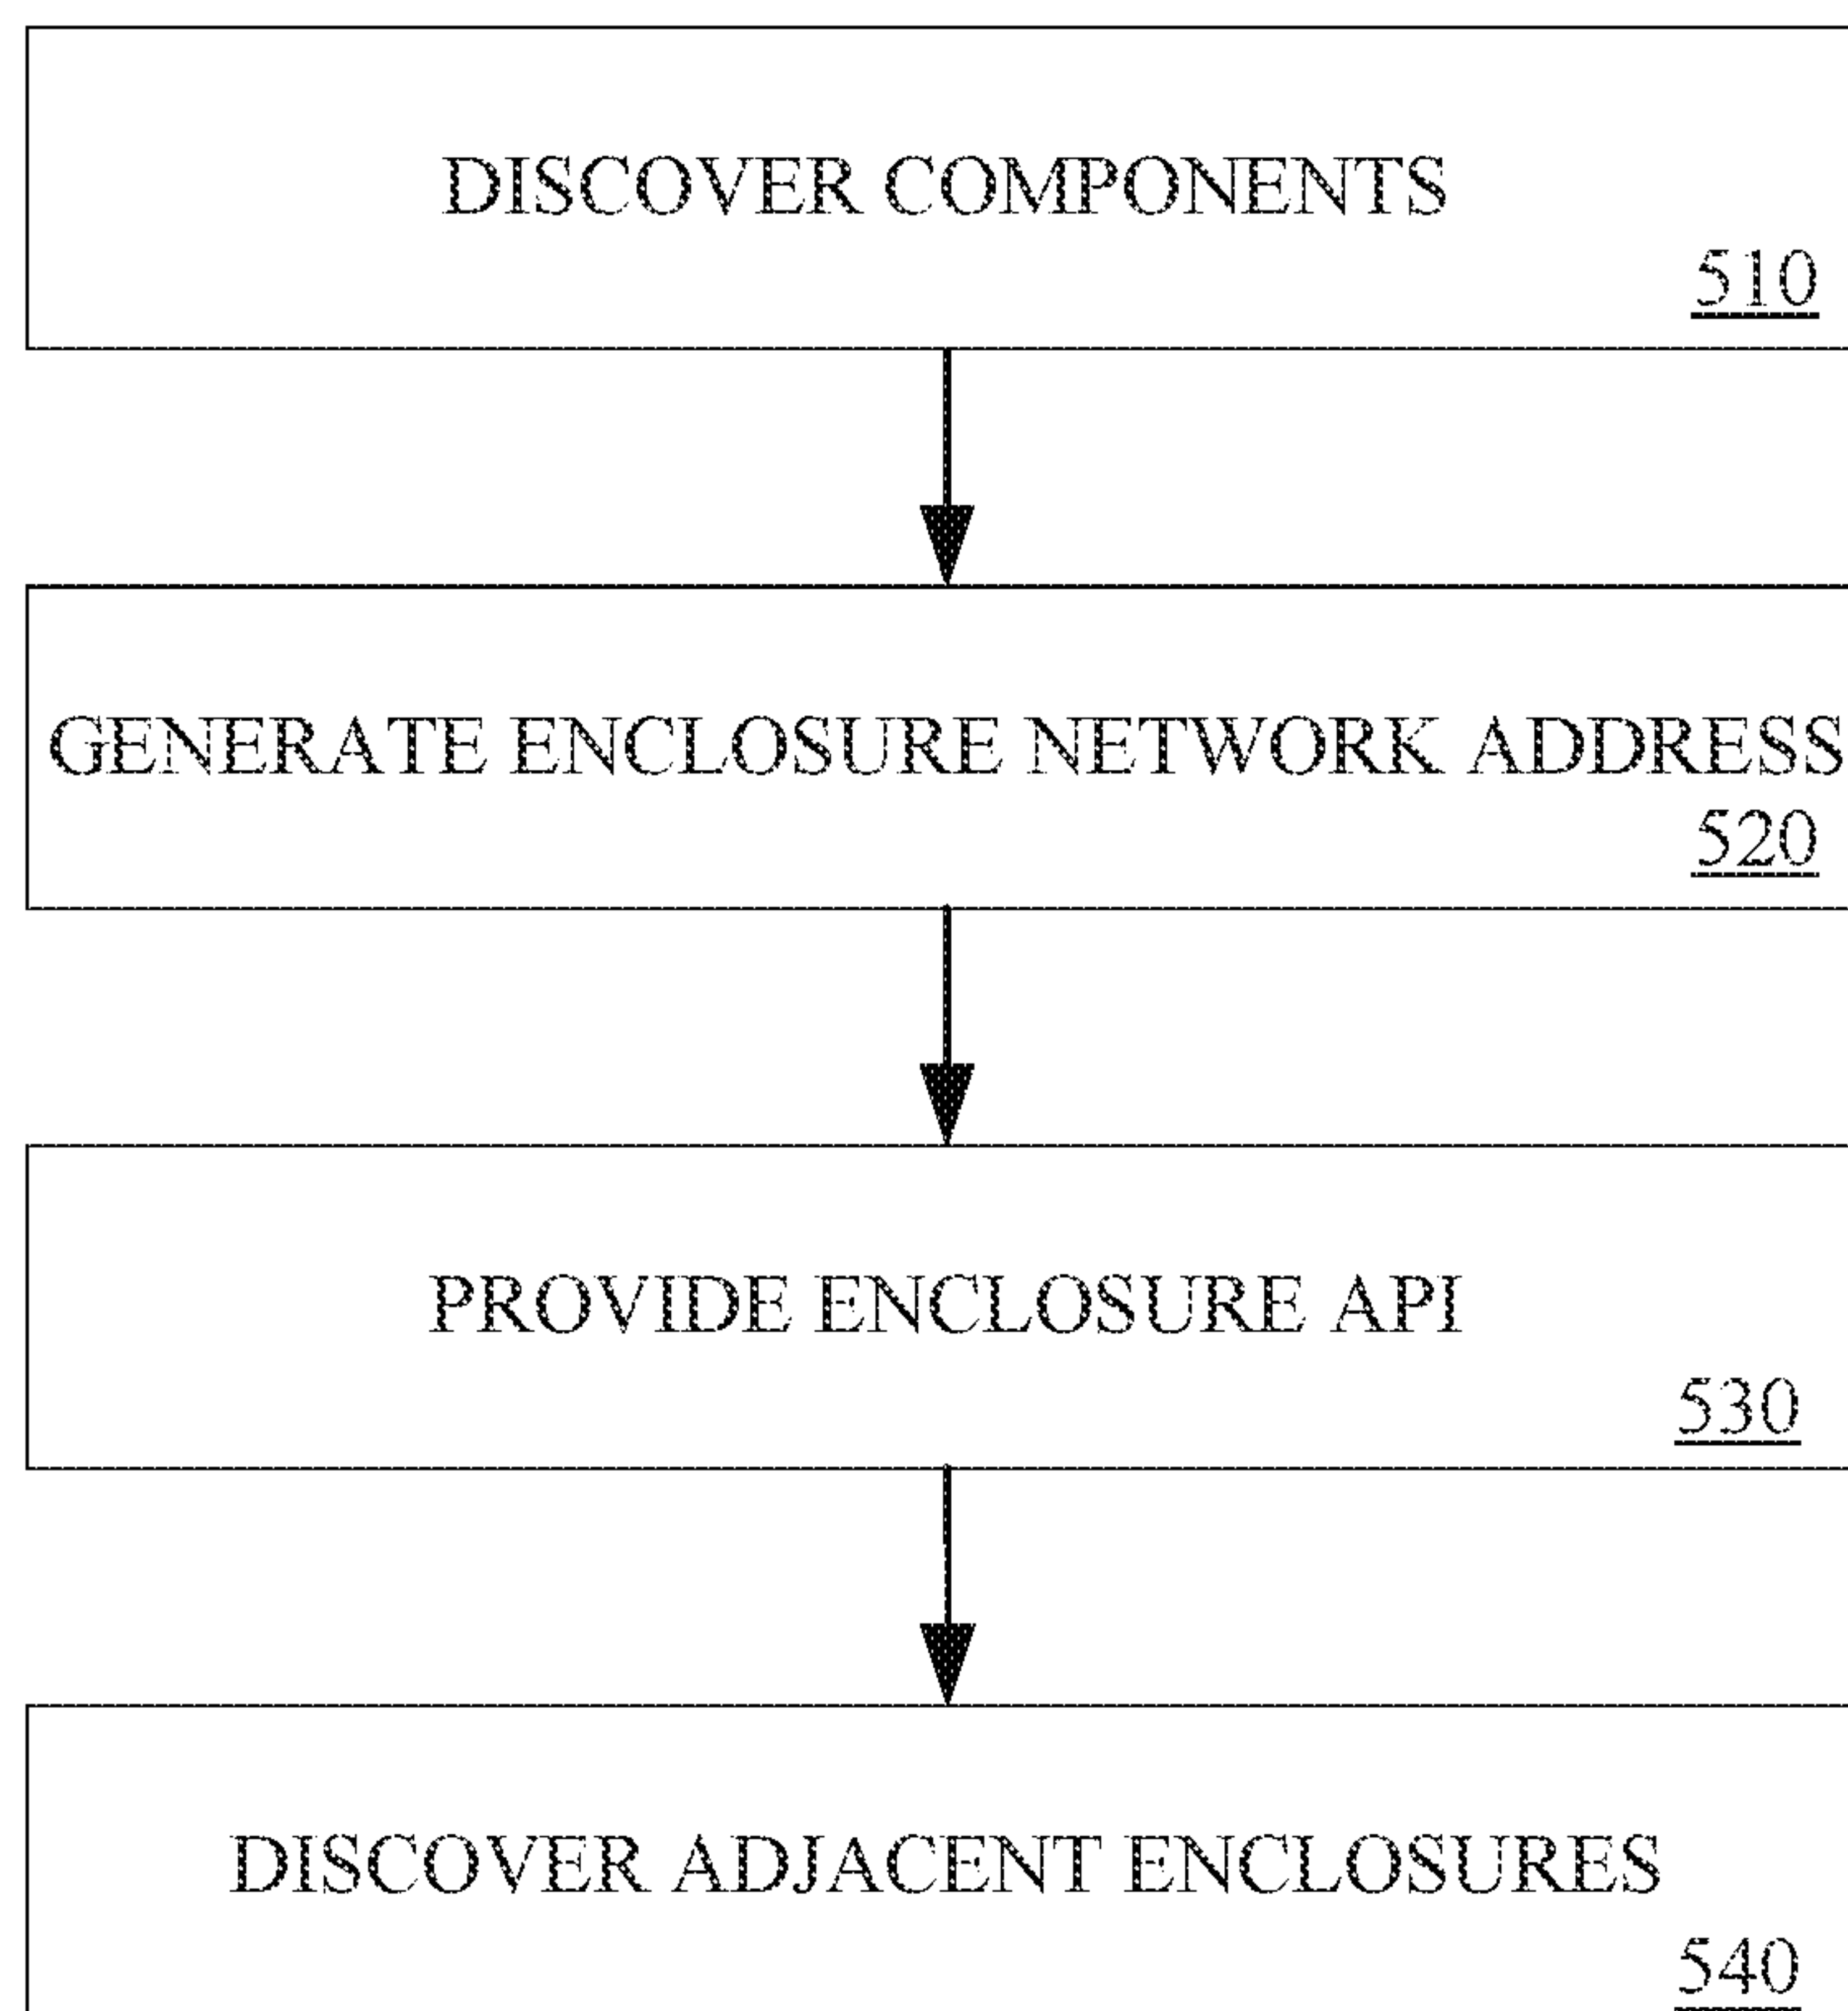 DISCOVER COMPONENTS
510
GENERATE ENCLOSURE NETWORK ADDRESS
520
PROVIDE ENCLOSURE API
530
DISCOVER ADJACENT ENCLOSURES
540